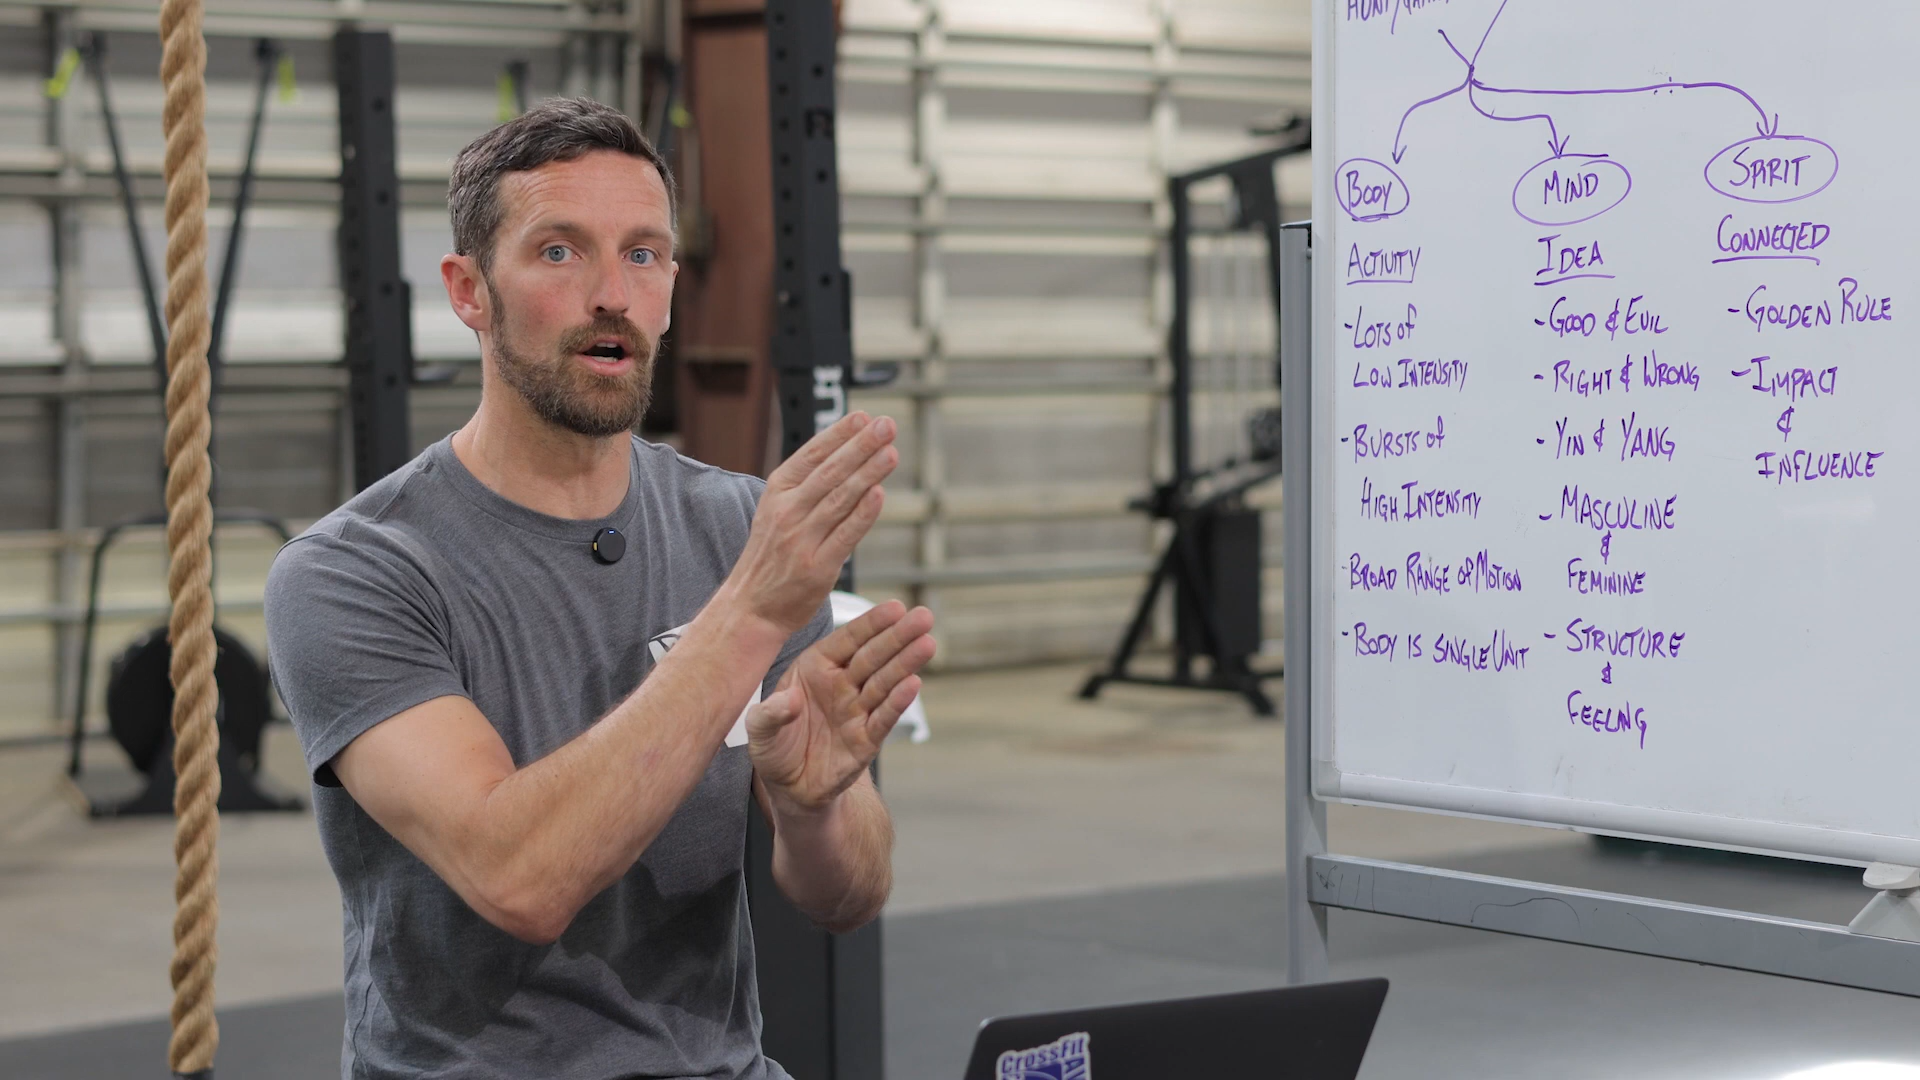 BODY
ACTIVITY
-LOTS OF
LOW INTENSITY
-BURSTS OF
HIGH INTENSITY
-BROAD RANGE OF MOTION
-BODY IS SINGLE UNIT
MIND
IDEA
-GOOD & EVIL
-RIGHT & WRONG
-YIN & YANG
-MASCULINE
&
FEMININE
-STRUCTURE
&
FEELING
SPIRIT
CONNECTED
-GOLDEN RULE
-IMPACT
&
INFLUENCE
CROSSFIT